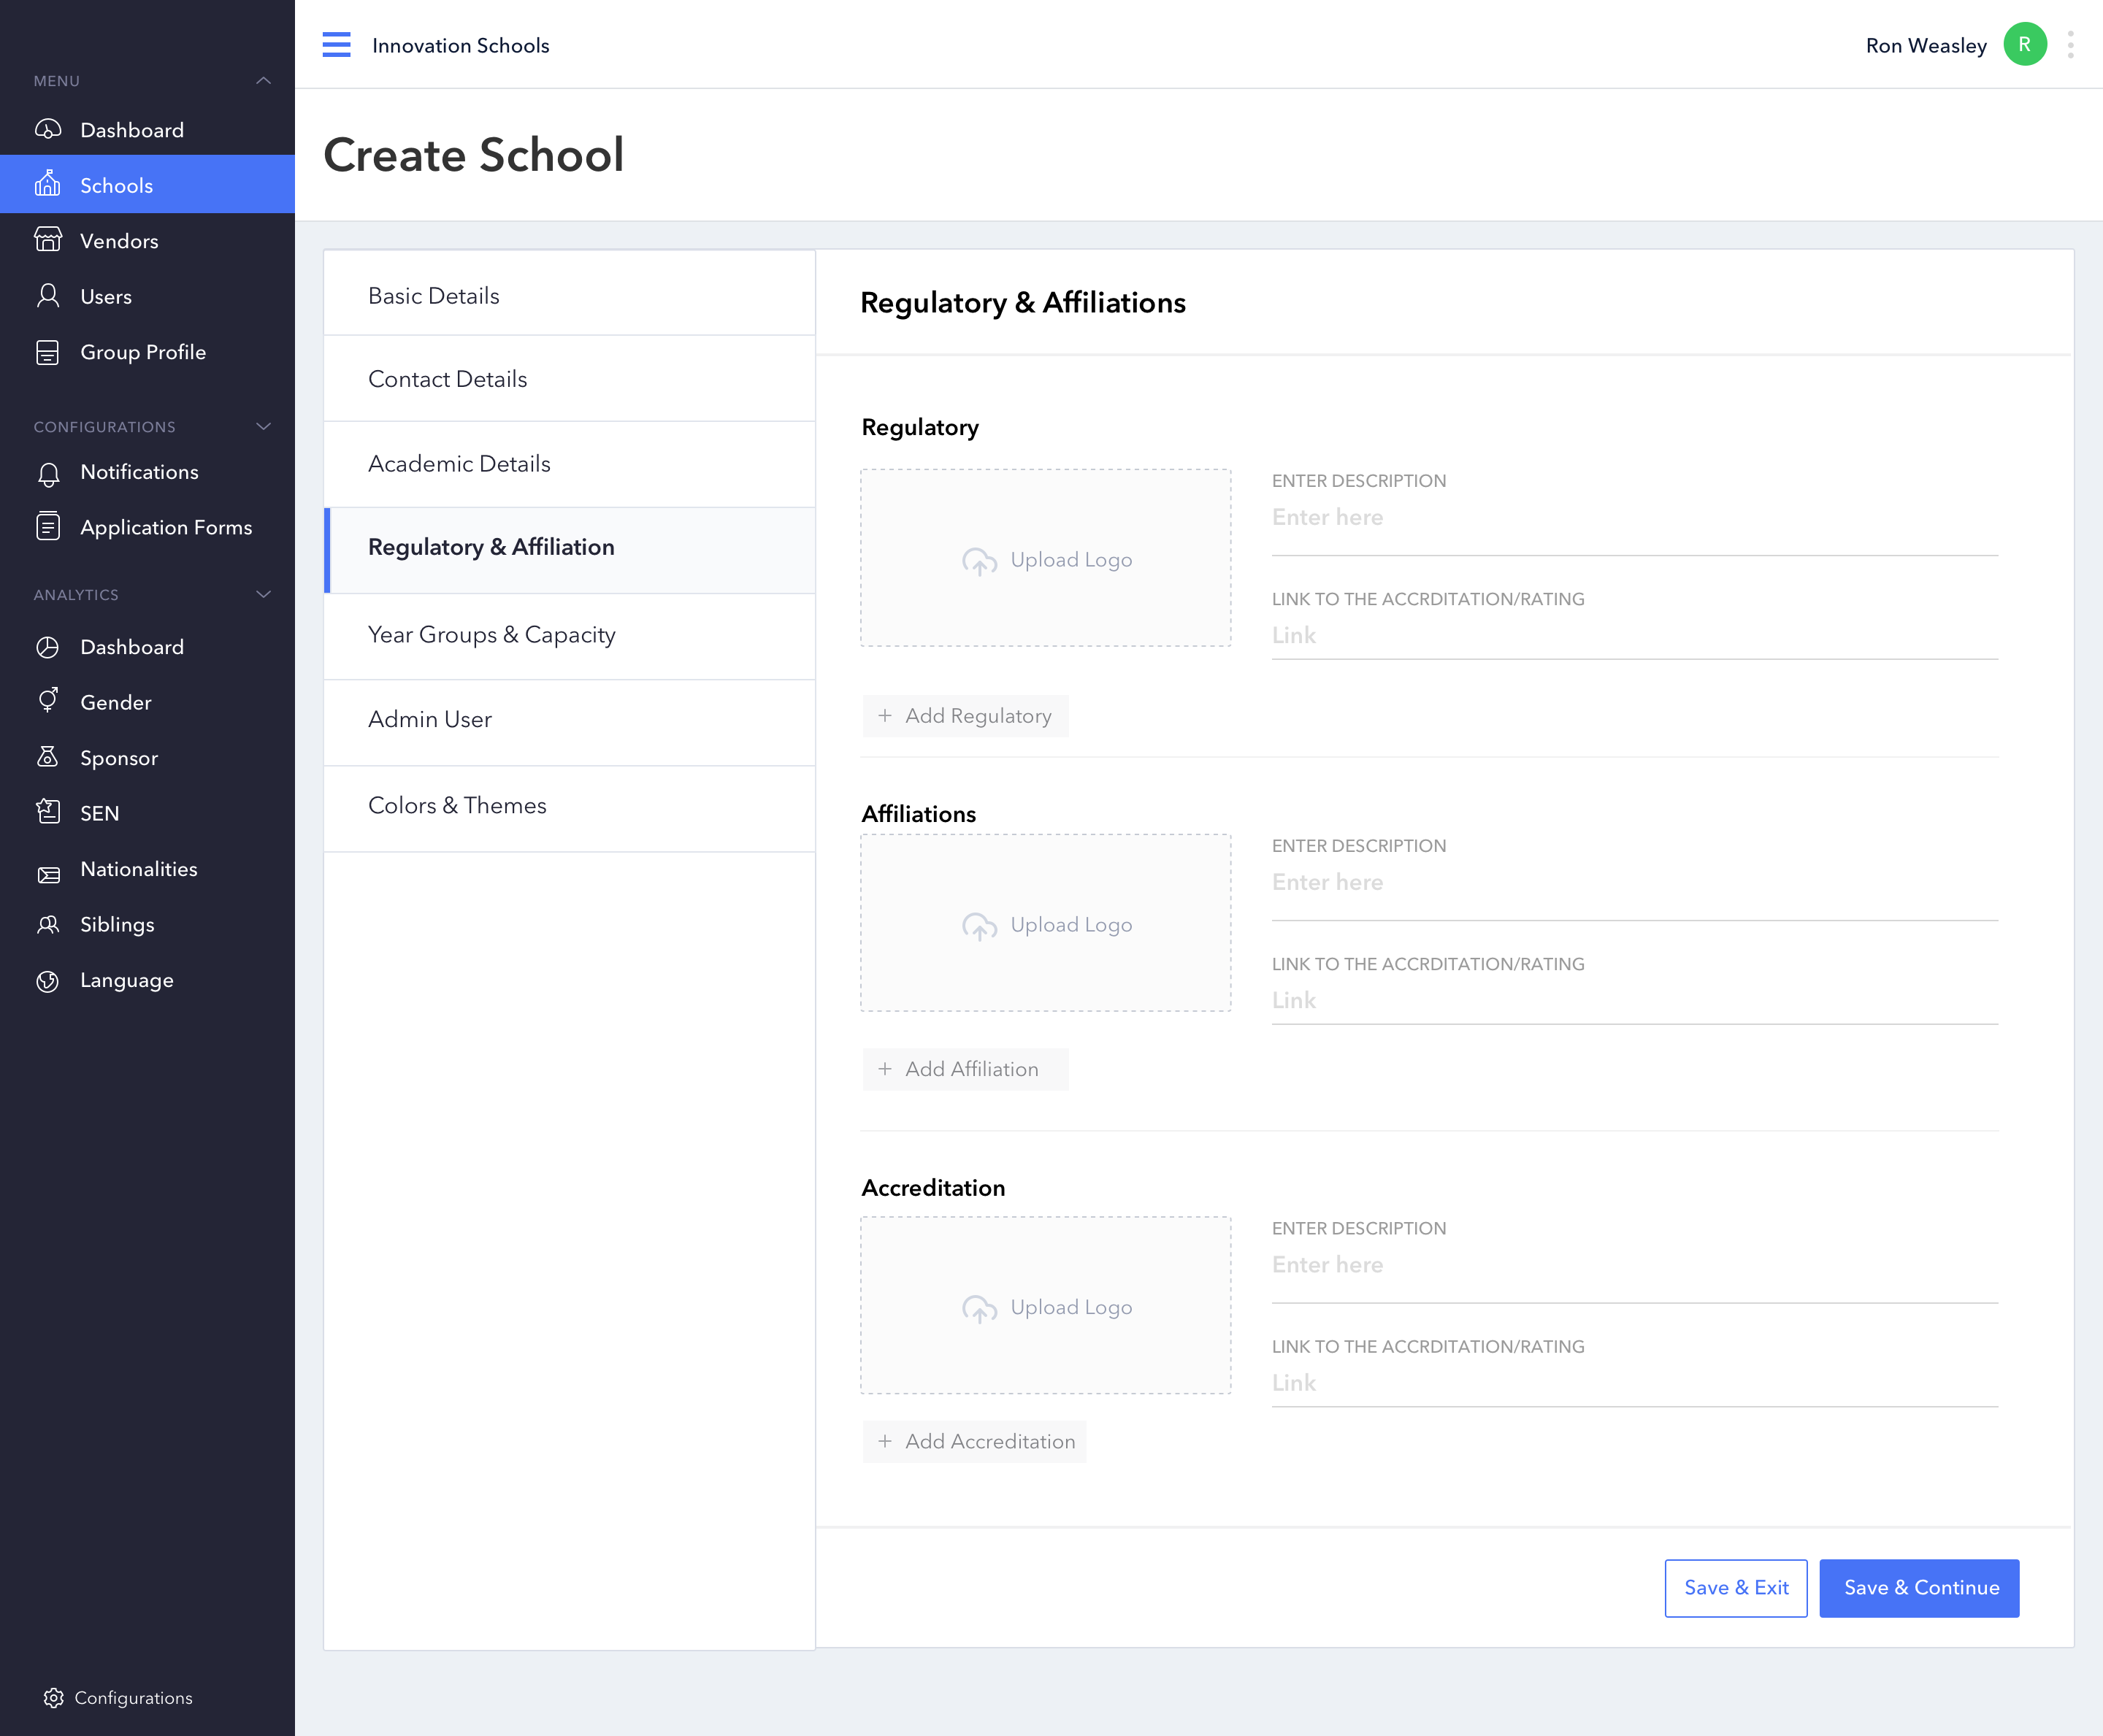 MENU
Dashboard
Schools
Vendors
Users
Group Profile
CONFIGURATIONS
Notifications
Application Forms
ANALYTICS
Dashboard
Gender
Sponsor
SEN
Nationalities
Siblings
Language
Configurations
Innovation Schools
Ron Weasley
R
Create School
Basic Details
Contact Details
Academic Details
Regulatory & Affiliation
Year Groups & Capacity
Admin User
Colors & Themes
Regulatory & Affiliations
Regulatory
Upload Logo
ENTER DESCRIPTION
Enter here
LINK TO THE ACCRDITATION/RATING
Link
+ Add Regulatory
Affiliations
Upload Logo
ENTER DESCRIPTION
Enter here
LINK TO THE ACCRDITATION/RATING
Link
+ Add Affiliation
Accreditation
Upload Logo
ENTER DESCRIPTION
Enter here
LINK TO THE ACCRDITATION/RATING
Link
+ Add Accreditation
Save & Exit
Save & Continue